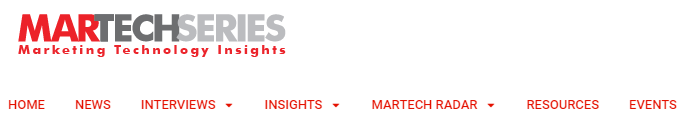 MARTECHSERIES
Marketing Technology Insights
HOME NEWS INTERVIEWS INSIGHTS MARTECH RADAR RESOURCES EVENTS